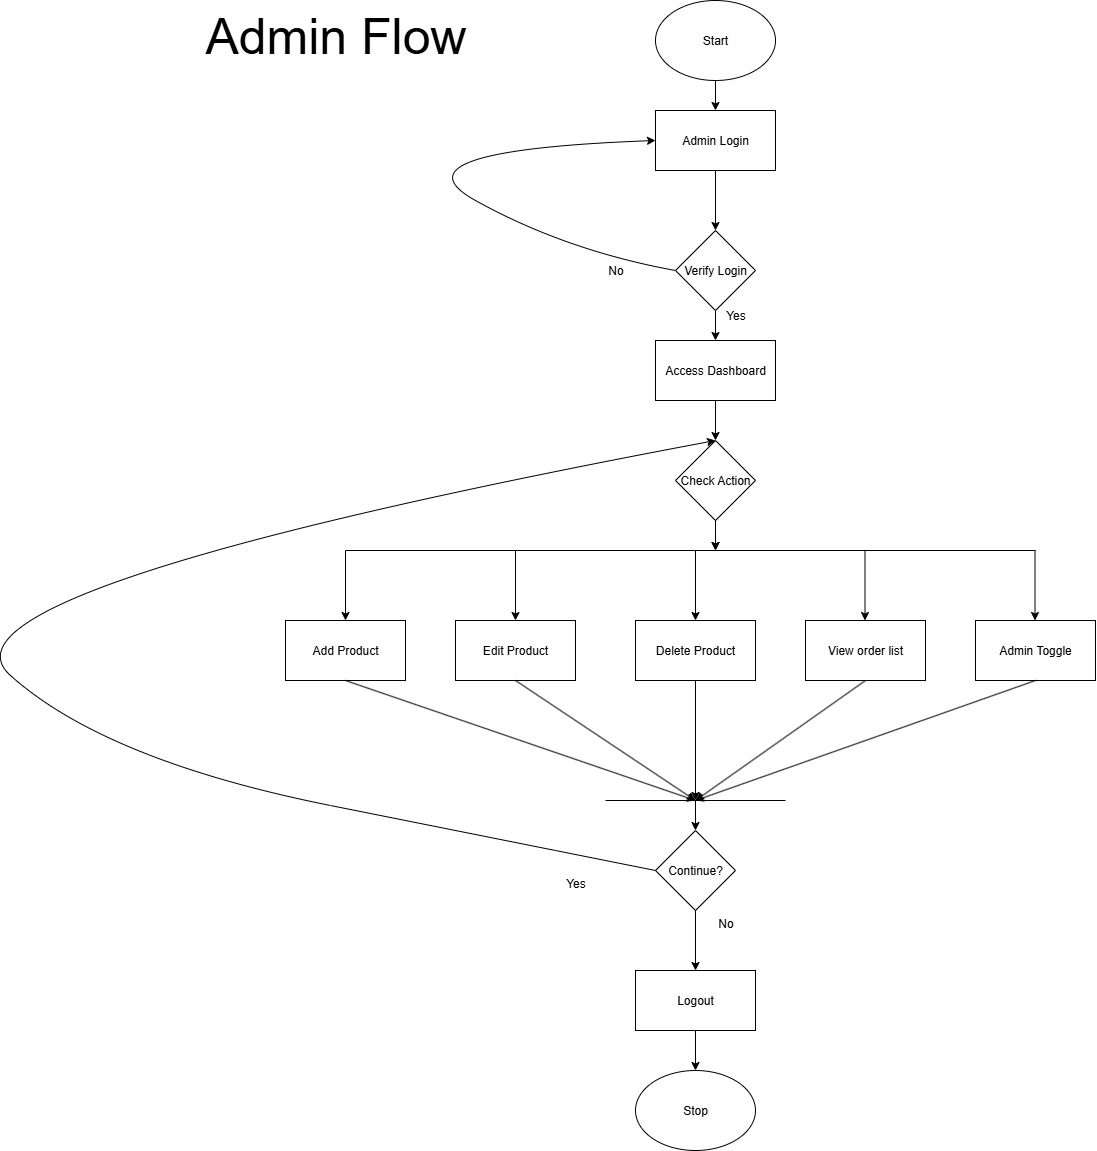 Admin Flow
Start
Admin Login
Verify Login
No
Yes
Access Dashboard
Check Action
Add Product
Edit Product
Delete Product
View order list
Admin Toggle
Continue?
Yes
No
Logout
Stop